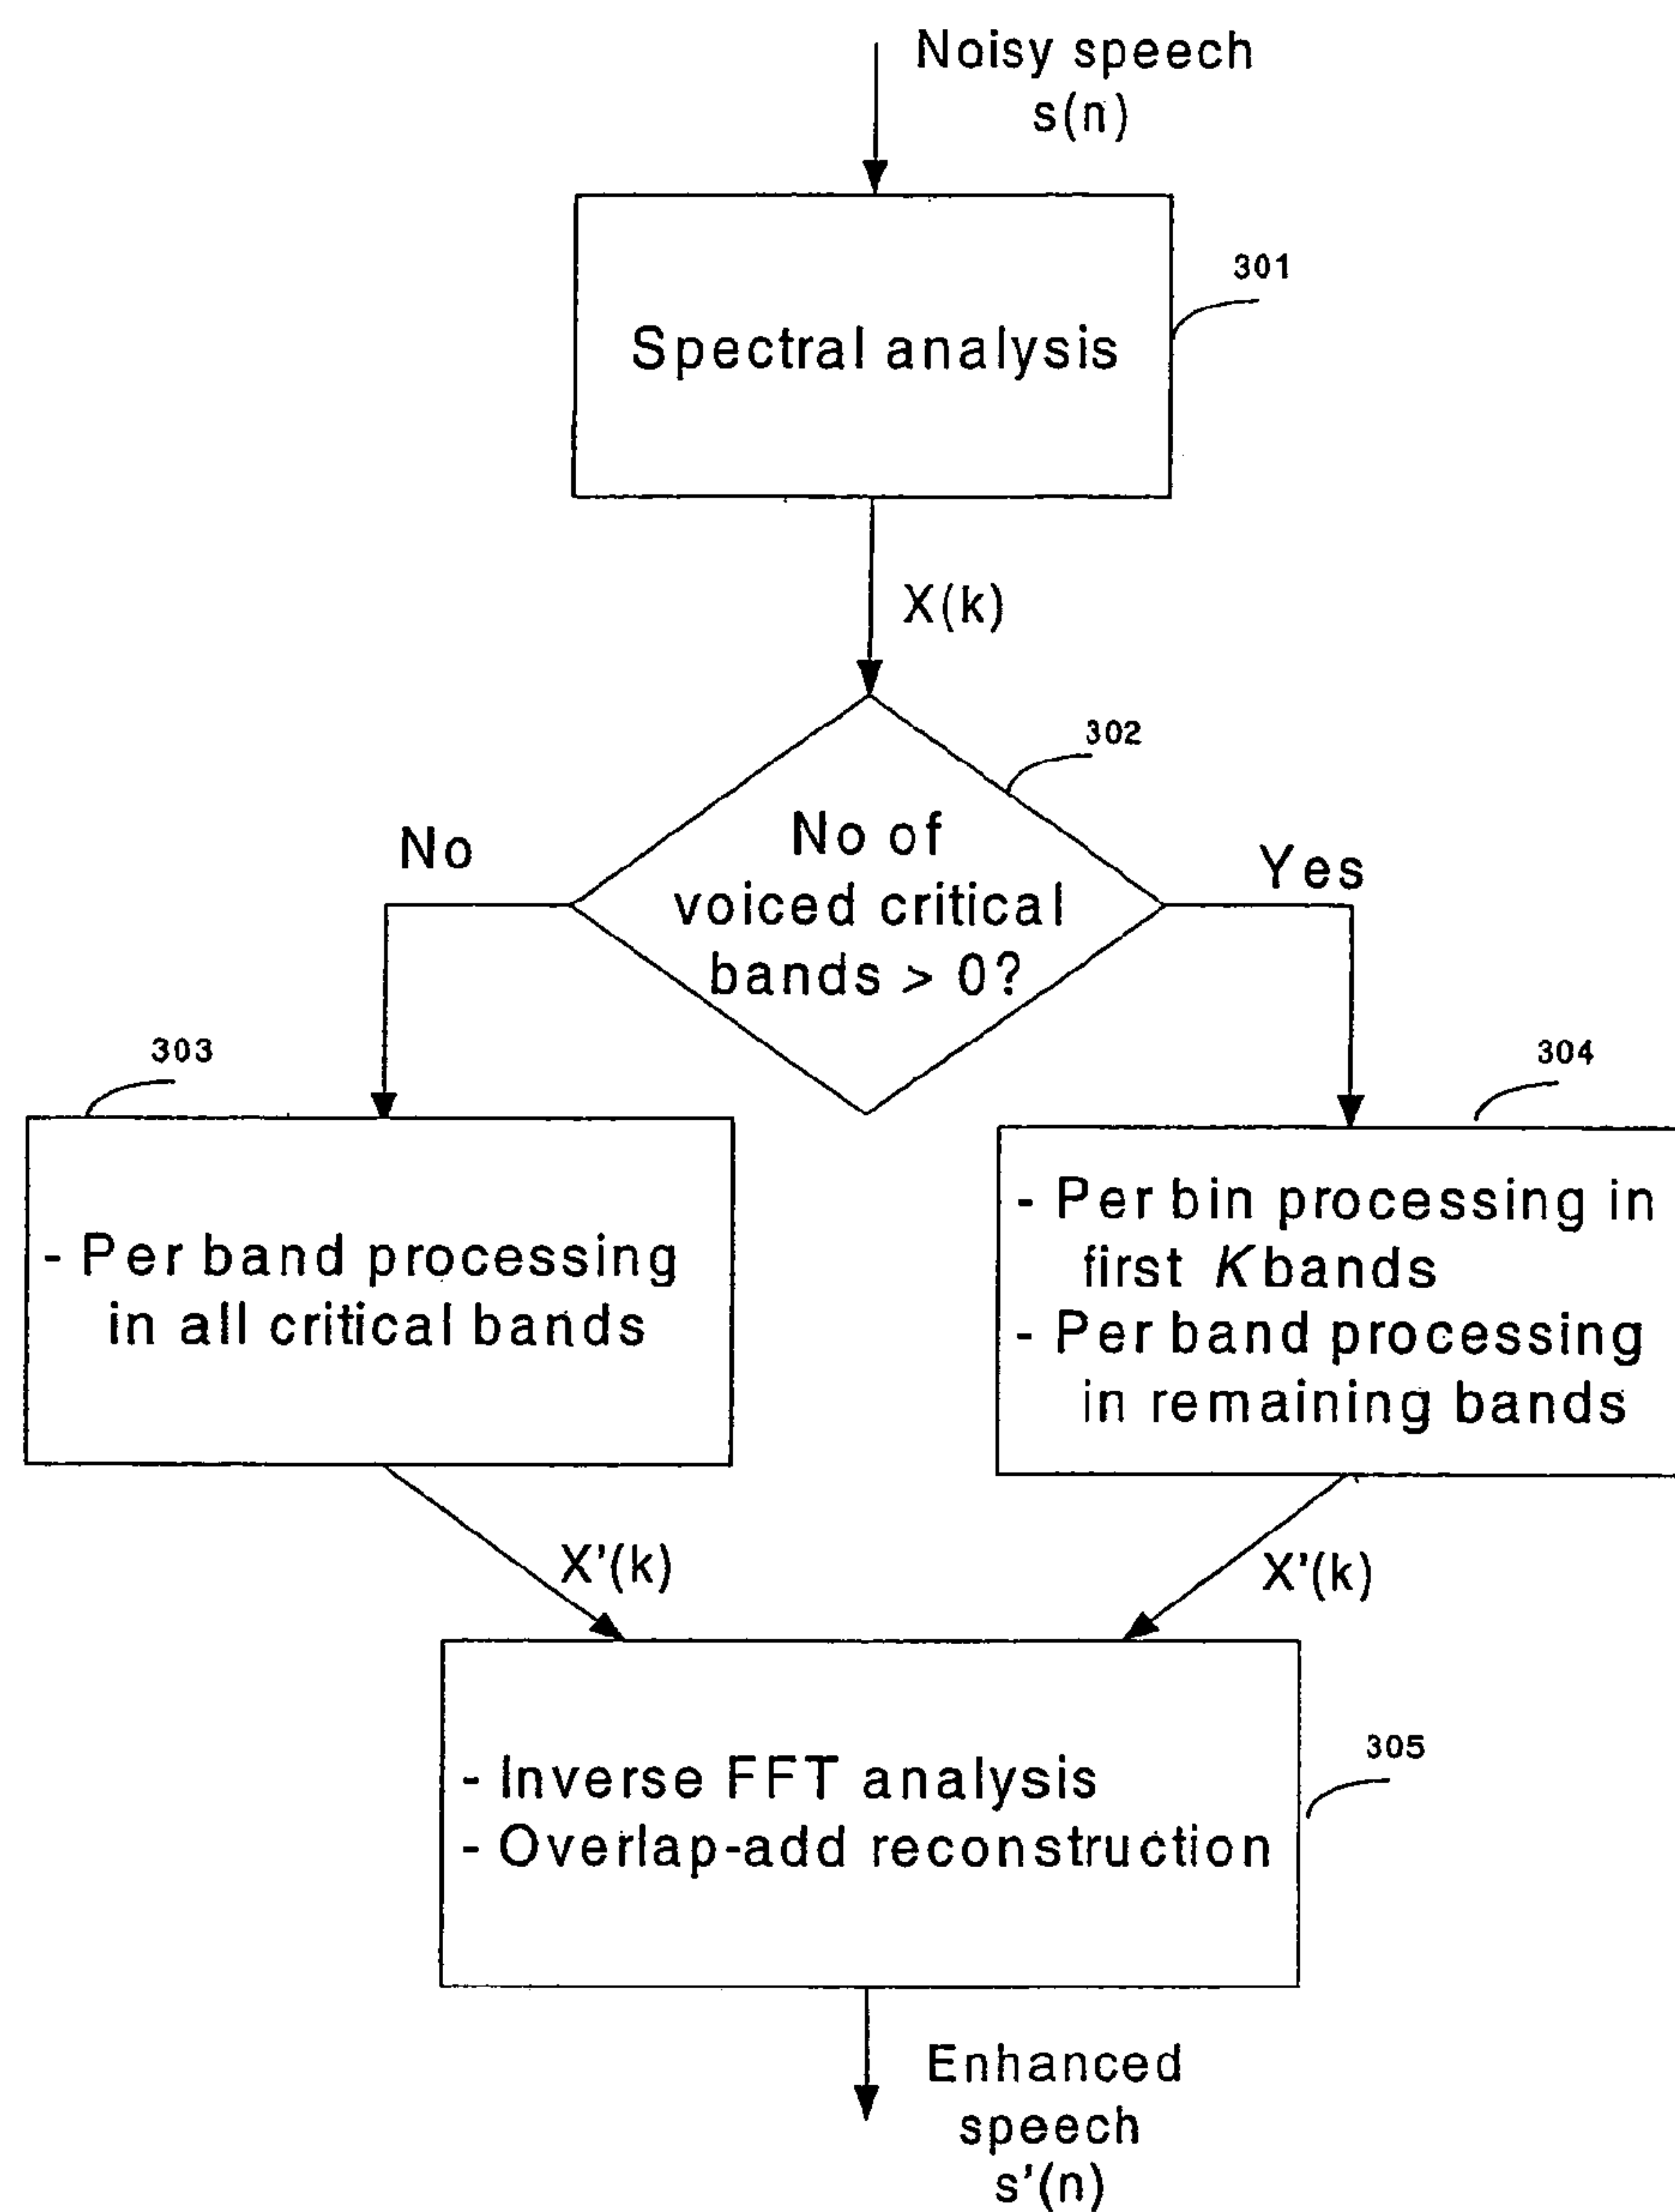 Noisy speech
s(n)
301
Spectral analysis
X(k)
302
No of
voiced critical
bands > 0?
No
Yes
303
- Per band processing
in all critical bands
304
- Per bin processing in
first K bands
- Per band processing
in remaining bands
X'(k)
X'(k)
305
- Inverse FFT analysis
- Overlap-add reconstruction
Enhanced
speech
s'(n)